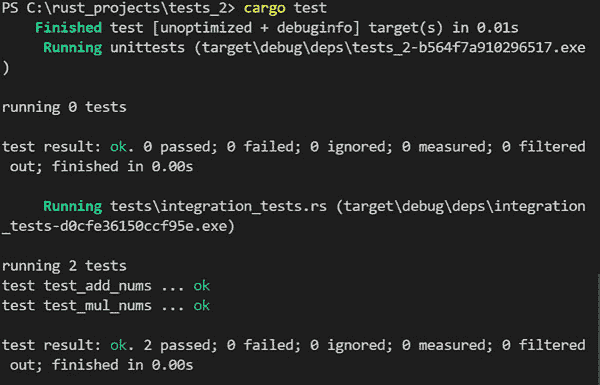 PS C:\rust_projects\tests_2> cargo test
    Finished test [unoptimized + debuginfo] target(s) in 0.01s
     Running unittests (target\debug\deps\tests_2-b564f7a910296517.exe
)
running 0 tests
test result: ok. 0 passed; 0 failed; 0 ignored; 0 measured; 0 filtered
 out; finished in 0.00s
     Running tests\integration_tests.rs (target\debug\deps\integration
_tests-d0cfe36150ccf95e.exe)
running 2 tests
test test_add_nums ... ok
test test_mul_nums ... ok
test result: ok. 2 passed; 0 failed; 0 ignored; 0 measured; 0 filtered
 out; finished in 0.00s